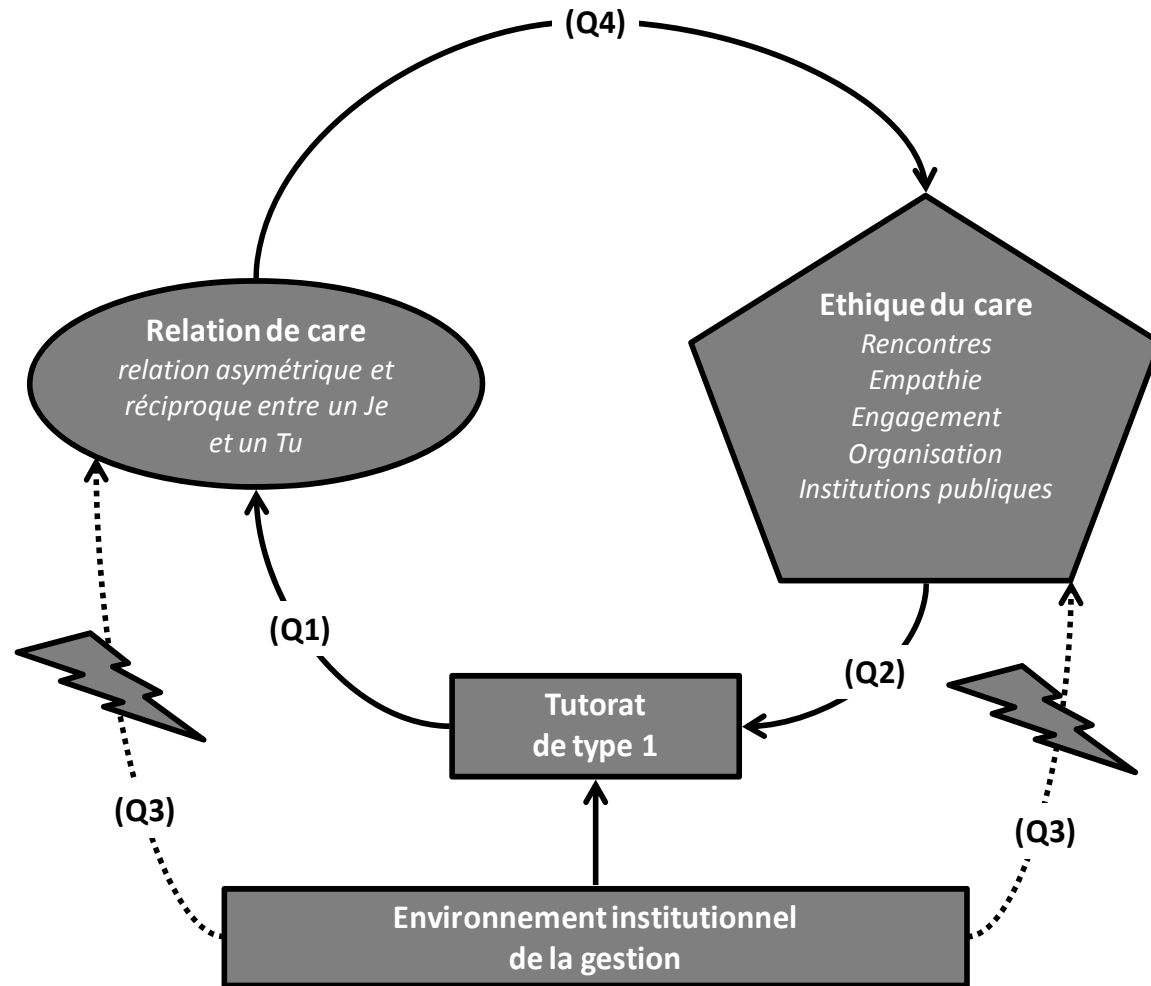 (Q4)
Relation de care
relation asymétrique et
réciproque entre un Je
et un Tu
Ethique du care
Rencontres
Empathie
Engagement
Organisation
Institutions publiques
(Q1)
(Q2)
Tutorat
de type 1
(Q3)
(Q3)
Environnement institutionnel
de la gestion